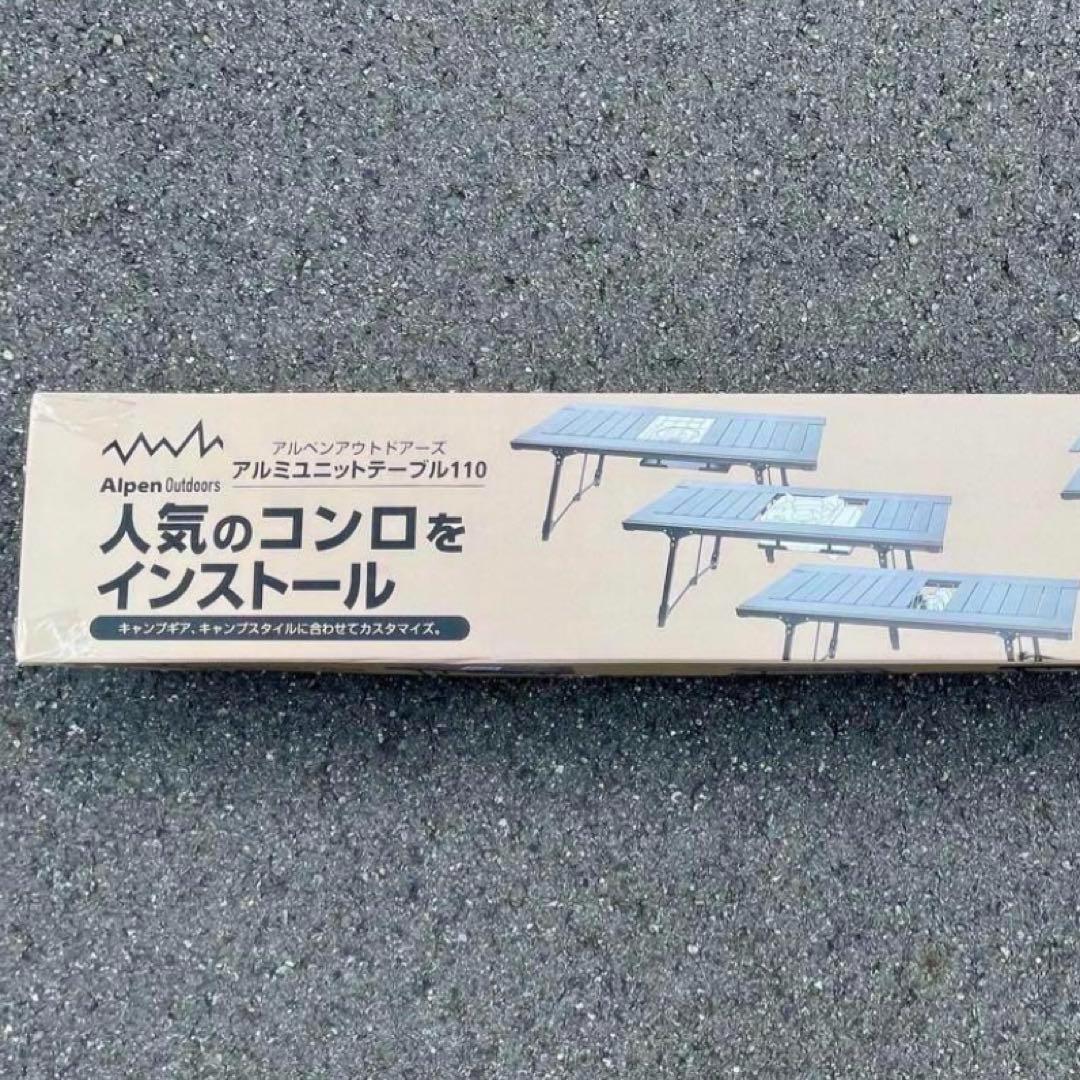 Alpen Outdoors
アルペンアウトドアーズ
アルミユニットテーブル110
人気のコンロを
インストール
キャンプギア、キャンプスタイルに合わせてカスタマイズ。